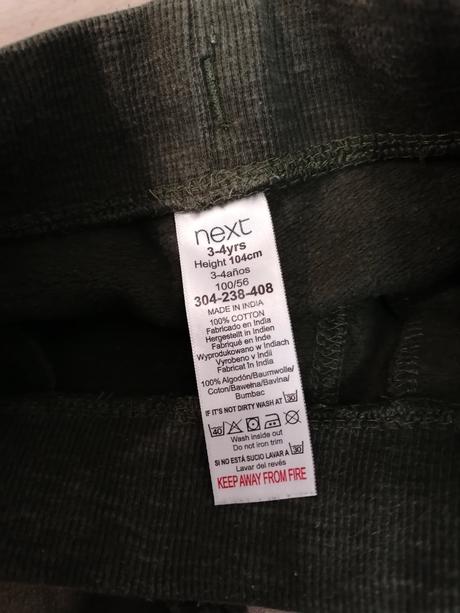 next
3-4yrs
Height 104cm
3-4años
100/56
304-238-408
MADE IN INDIA
100% COTTON
Fabricado en India
Hergestellt in Indien
Fabriqué en Inde
Wyprodukowano w Indiach
Vyrobeno v Indii
Fabricat în India
100% Algodón/Baumwolle/
Coton/Bawełna/Bavlna/
Bumbac
IF IT'S NOT DIRTY WASH AT 30
40
Wash inside out
Do not iron trim
SI NO ESTÁ SUCIO LAVAR A 30
Lavar del revés
KEEP AWAY FROM FIRE